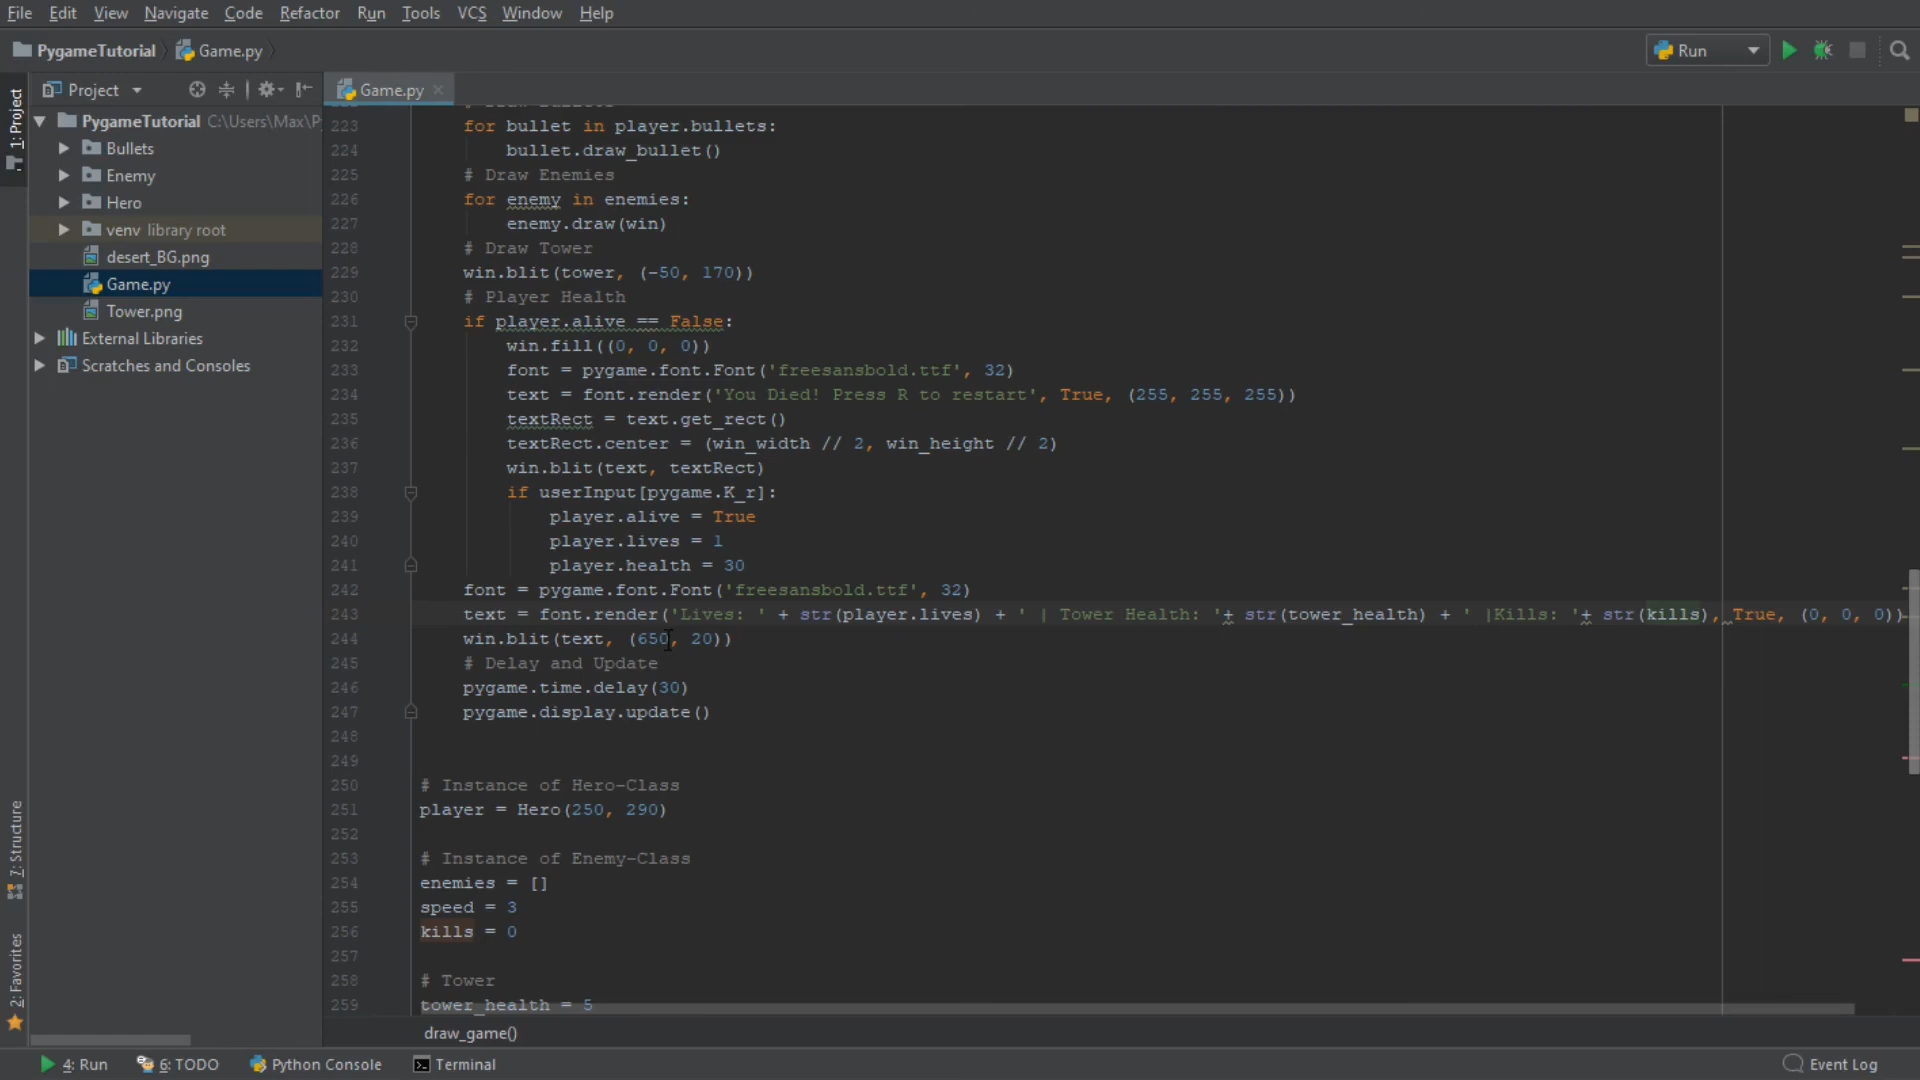 File Edit View Navigate Code Refactor Run Tools VCS Window Help
PygameTutorial Game.py Run
1: Project
Project
Game.py
PygameTutorial C:\Users\Max\P
Bullets
Enemy
Hero
venv library root
desert_BG.png
Game.py
Tower.png
External Libraries
Scratches and Consoles
7: Structure
2: Favorites
223 for bullet in player.bullets:
224 bullet.draw_bullet()
225 # Draw Enemies
226 for enemy in enemies:
227 enemy.draw(win)
228 # Draw Tower
229 win.blit(tower, (-50, 170))
230 # Player Health
231 if player.alive == False:
232 win.fill((0, 0, 0))
233 font = pygame.font.Font('freesansbold.ttf', 32)
234 text = font.render('You Died! Press R to restart', True, (255, 255, 255))
235 textRect = text.get_rect()
236 textRect.center = (win_width // 2, win_height // 2)
237 win.blit(text, textRect)
238 if userInput[pygame.K_r]:
239 player.alive = True
240 player.lives = 1
241 player.health = 30
242 font = pygame.font.Font('freesansbold.ttf', 32)
243 text = font.render('Lives: ' + str(player.lives) + ' | Tower Health: '+ str(tower_health) + ' |Kills: '+ str(kills), True, (0, 0, 0))
244 win.blit(text, (650, 20))
245 # Delay and Update
246 pygame.time.delay(30)
247 pygame.display.update()
248
249
250 # Instance of Hero-Class
251 player = Hero(250, 290)
252
253 # Instance of Enemy-Class
254 enemies = []
255 speed = 3
256 kills = 0
257
258 # Tower
259 tower_health = 5
draw_game()
4: Run 6: TODO Python Console Terminal Event Log